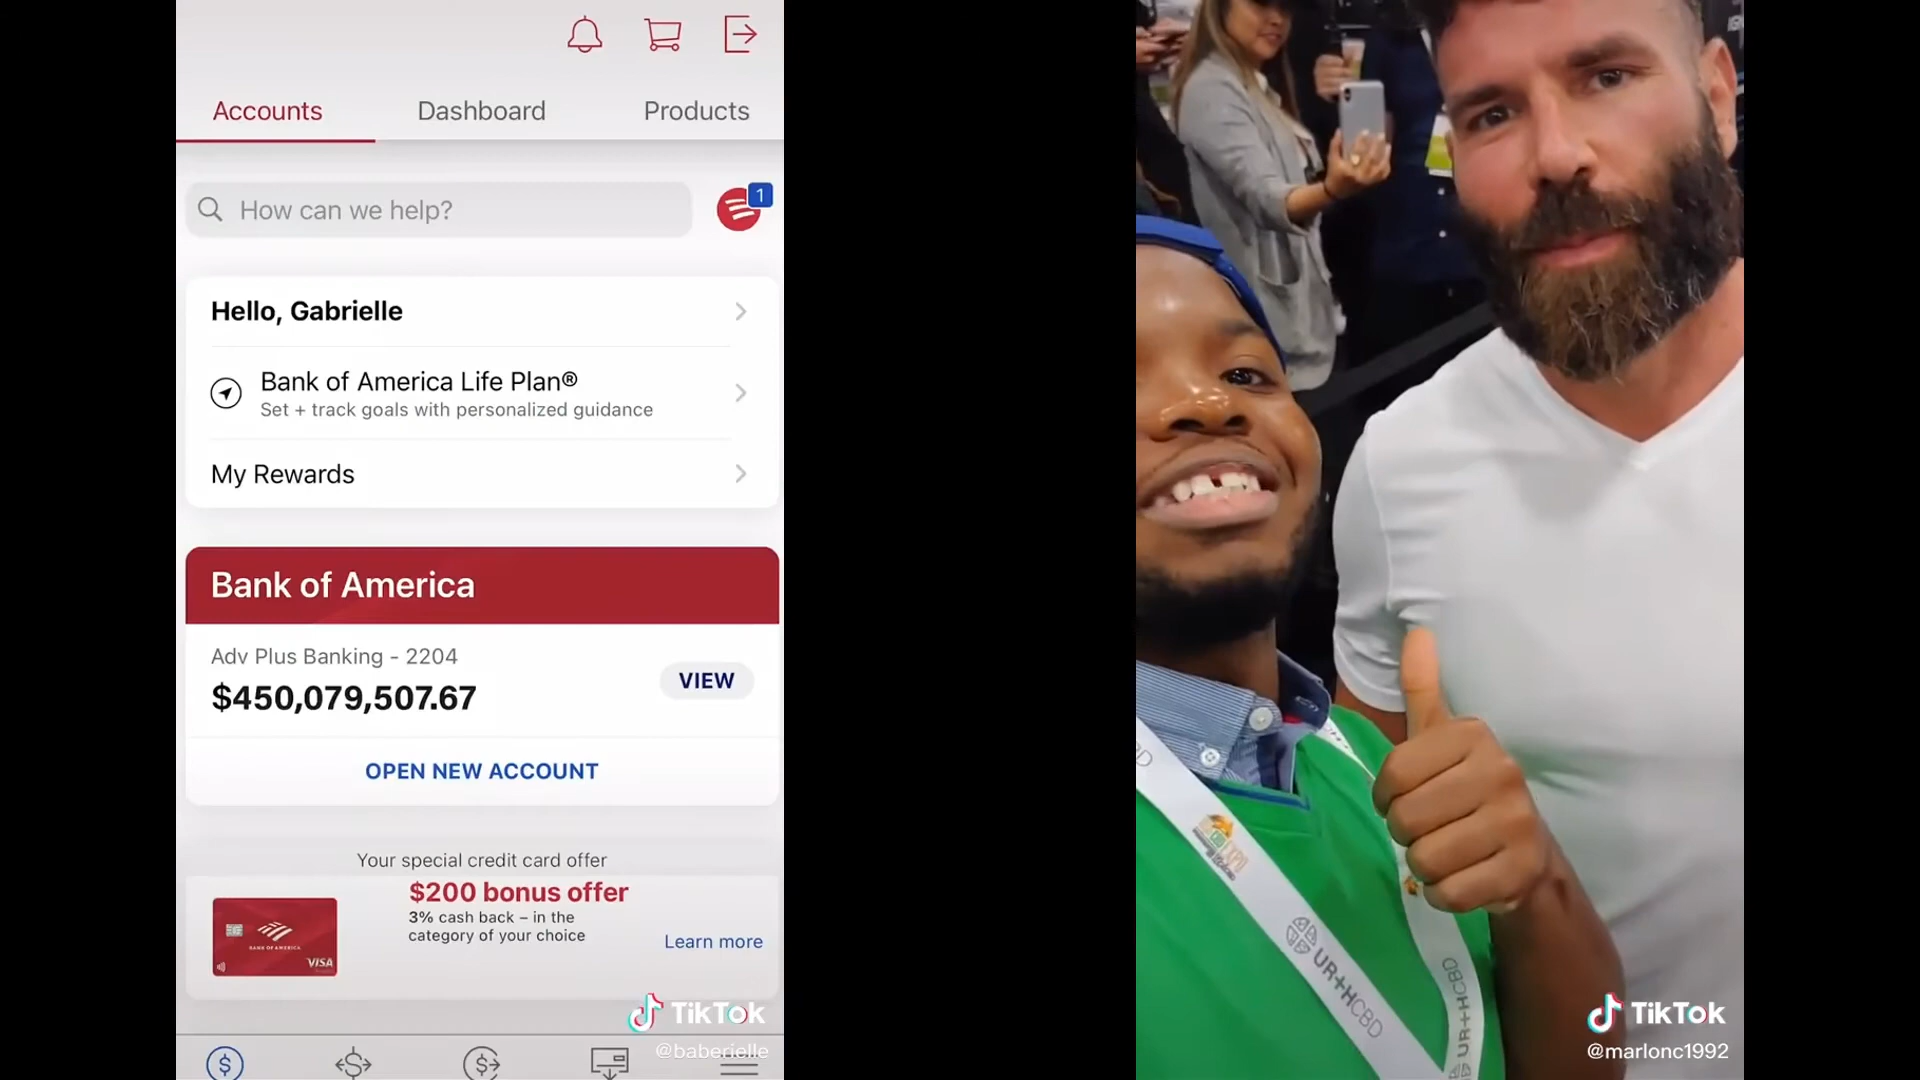 Accounts
Dashboard
Products
How can we help?
1
Hello, Gabrielle
Bank of America Life Plan®
Set + track goals with personalized guidance
My Rewards
Bank of America
Adv Plus Banking - 2204
$450,079,507.67
VIEW
OPEN NEW ACCOUNT
Your special credit card offer
$200 bonus offer
3% cash back – in the
category of your choice
Learn more
BANK OF AMERICA
VISA
TikTok
@baberielle
UR+HCBD
UR+HCBD
TikTok
@marlonc1992